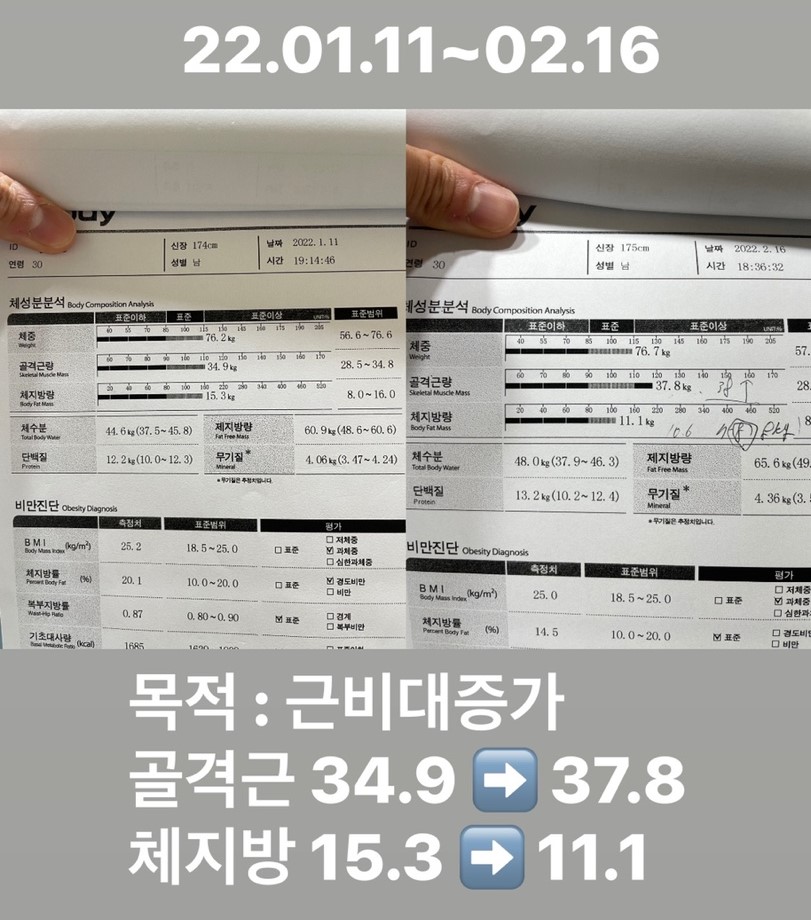 22.01.11~02.16
ID
연령 30
신장 174cm
성별 남
날짜 2022.1.11
시간 19:14:46
체성분분석 Body Composition Analysis
표준이하 표준 표준이상 UNIT:% 표준범위
체중 Weight
40 55 70 85 100 115 130 145 160 175 190 205
76.2 kg 56.6~76.6
골격근량 Skeletal Muscle Mass
60 70 80 90 100 110 120 130 140 150 160 170
34.9 kg 28.5~34.8
체지방량 Body Fat Mass
20 40 60 80 100 160 220 280 340 400 460 520
15.3 kg 8.0~16.0
체수분 Total Body Water 44.6 kg (37.5~45.8) 제지방량 Fat Free Mass 60.9 kg (48.6~60.6)
단백질 Protein 12.2 kg (10.0~12.3) 무기질* Mineral 4.06 kg (3.47~4.24)
* 무기질은 추정치입니다.
비만진단 Obesity Diagnosis
측정치 표준범위 평가
BMI Body Mass Index (kg/m²) 25.2 18.5~25.0 □ 표준 □ 저체중 ☑ 과체중 □ 심한과체중
체지방률 Percent Body Fat (%) 20.1 10.0~20.0 □ 표준 ☑ 경도비만 □ 비만
복부지방률 Waist-Hip Ratio 0.87 0.80~0.90 ☑ 표준 □ 경계 □ 복부비만
기초대사량 Basal Metabolic Rate (kcal) 1685
연령 30
신장 175cm
성별 남
날짜 2022.2.16
시간 18:36:32
체성분분석 Body Composition Analysis
표준이하 표준 표준이상 UNIT:%
체중 Weight
40 55 70 85 100 115 130 145 160 175 190 205
76.7 kg 57.
골격근량 Skeletal Muscle Mass
60 70 80 90 100 110 120 130 140 150 160 170
37.8 kg 28.
38 ↑
체지방량 Body Fat Mass
20 40 60 80 100 160 220 280 340 400 460 520
11.1 kg 8
10.6
체수분 Total Body Water 48.0 kg (37.9~46.3) 제지방량 Fat Free Mass 65.6 kg (49.
단백질 Protein 13.2 kg (10.2~12.4) 무기질* Mineral 4.36 kg (3.
* 무기질은 추정치입니다.
비만진단 Obesity Diagnosis
측정치 표준범위 평가
BMI Body Mass Index (kg/m²) 25.0 18.5~25.0 □ 표준 □ 저체중 ☑ 과체중 □ 심한과
체지방률 Percent Body Fat (%) 14.5 10.0~20.0 ☑ 표준 □ 경도비 □ 비만
목적 : 근비대증가
골격근 34.9 ➡️ 37.8
체지방 15.3 ➡️ 11.1